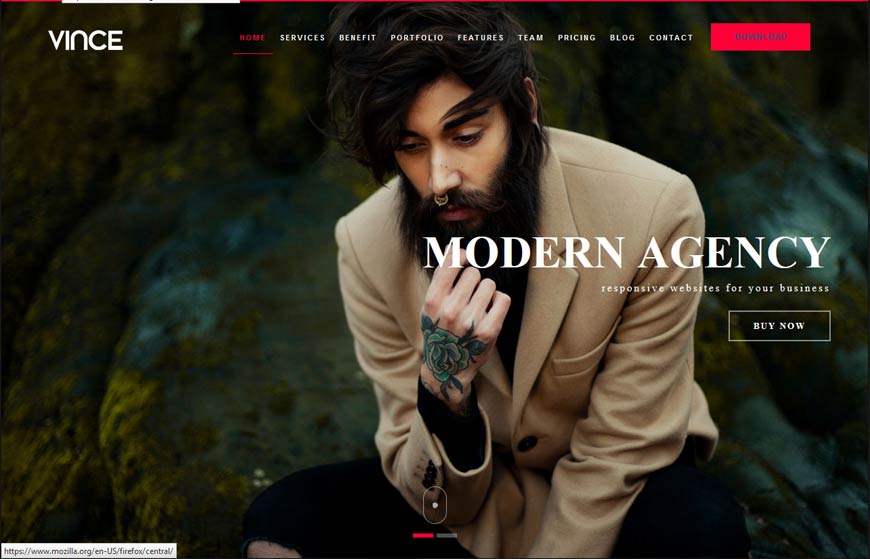 VINCE
HOME SERVICES BENEFIT PORTFOLIO FEATURES TEAM PRICING BLOG CONTACT DOWNLOAD
MODERN AGENCY
responsive websites for your business
BUY NOW
https://www.mozilla.org/en-US/firefox/central/